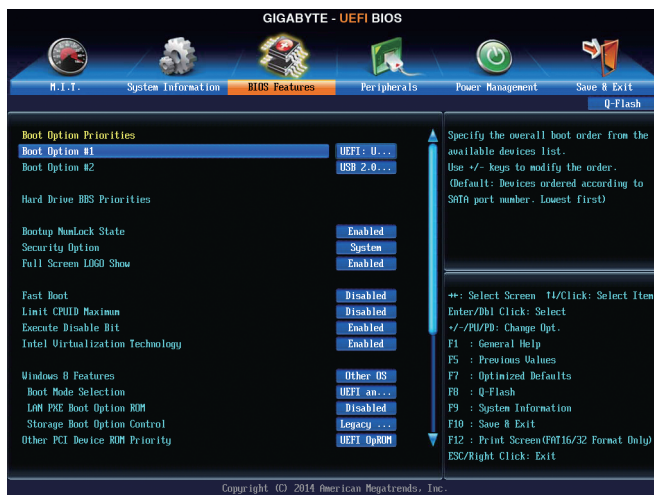 GIGABYTE - UEFI BIOS
M.I.T.
System Information
BIOS Features
Peripherals
Power Management
Save & Exit
Q-Flash
Boot Option Priorities
Boot Option #1 UEFI: U...
Boot Option #2 USB 2.0...
Hard Drive BBS Priorities
Bootup NumLock State Enabled
Security Option System
Full Screen LOGO Show Enabled
Fast Boot Disabled
Limit CPUID Maximum Disabled
Execute Disable Bit Enabled
Intel Virtualization Technology Enabled
Windows 8 Features Other OS
Boot Mode Selection UEFI an...
LAN PXE Boot Option ROM Disabled
Storage Boot Option Control Legacy ...
Other PCI Device ROM Priority UEFI OpROM
Specify the overall boot order from the
available devices list.
Use +/- keys to modify the order.
(Default: Devices ordered according to
SATA port number. Lowest first)
→←: Select Screen ↑↓/Click: Select Item
Enter/Dbl Click: Select
+/-/PU/PD: Change Opt.
F1 : General Help
F5 : Previous Values
F7 : Optimized Defaults
F8 : Q-Flash
F9 : System Information
F10 : Save & Exit
F12 : Print Screen(FAT16/32 Format Only)
ESC/Right Click: Exit
Copyright (C) 2014 American Megatrends, Inc.